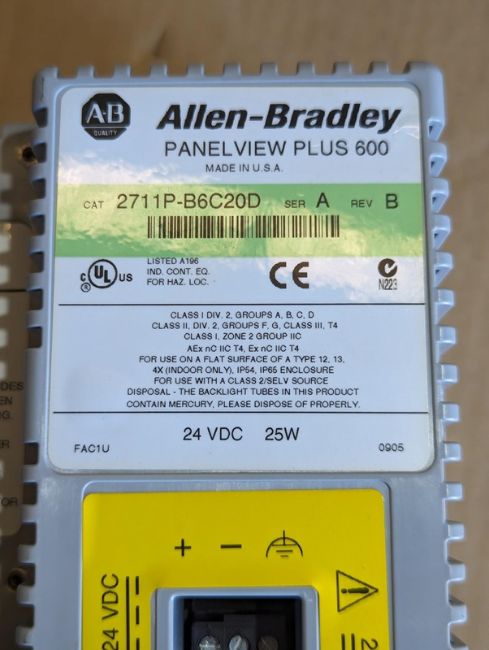 AB
QUALITY
Allen-Bradley
PANELVIEW PLUS 600
MADE IN U.S.A.
CAT 2711P-B6C20D SER A REV B
C UL US
LISTED A196
IND. CONT. EQ.
FOR HAZ. LOC.
CE
N223
CLASS I DIV. 2, GROUPS A, B, C, D
CLASS II, DIV. 2, GROUPS F, G, CLASS III, T4
CLASS I, ZONE 2 GROUP IIC
AEx nC IIC T4, Ex nC IIC T4
FOR USE ON A FLAT SURFACE OF A TYPE 12, 13,
4X (INDOOR ONLY), IP54, IP65 ENCLOSURE
FOR USE WITH A CLASS 2/SELV SOURCE
DISPOSAL - THE BACKLIGHT TUBES IN THIS PRODUCT
CONTAIN MERCURY, PLEASE DISPOSE OF PROPERLY.
24 VDC 25W
FAC1U
0905
+ −
24 VDC